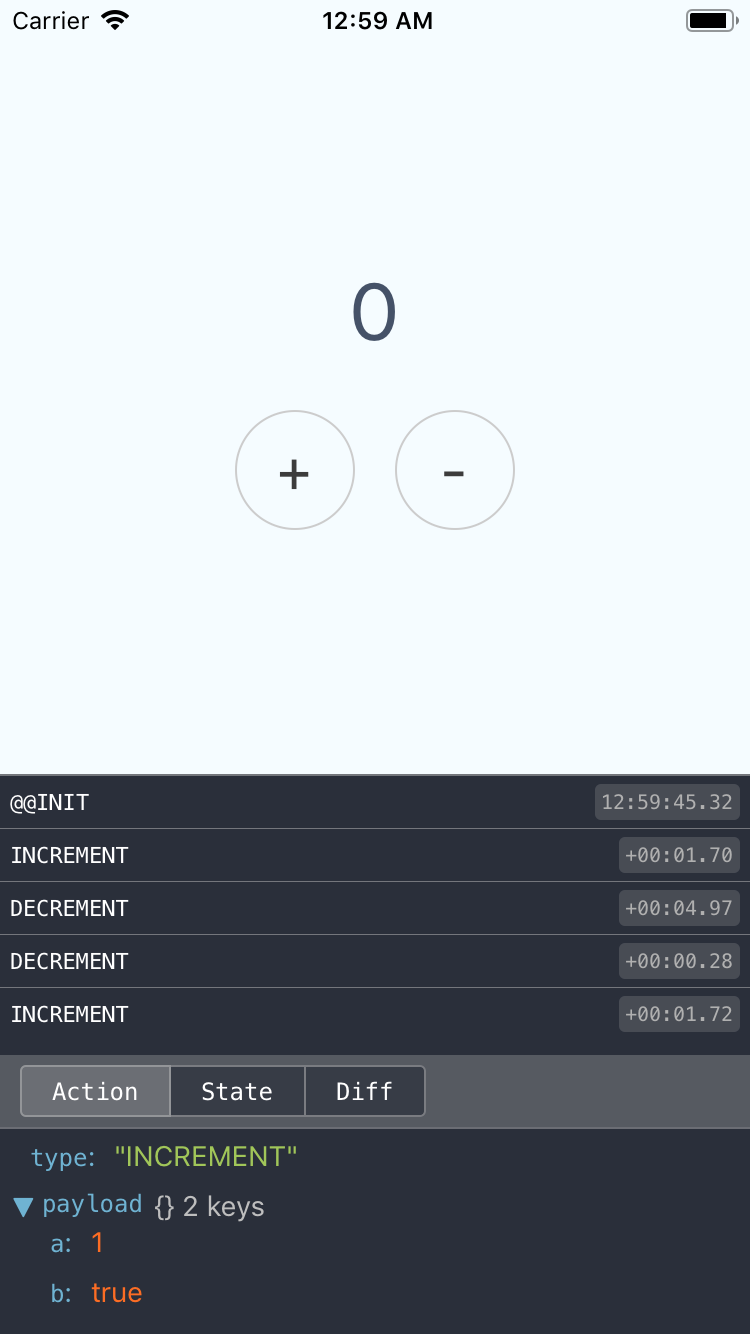 Carrier 12:59 AM
0
+ -
@@INIT 12:59:45.32
INCREMENT +00:01.70
DECREMENT +00:04.97
DECREMENT +00:00.28
INCREMENT +00:01.72
Action State Diff
type: "INCREMENT"
▼ payload {} 2 keys
a: 1
b: true